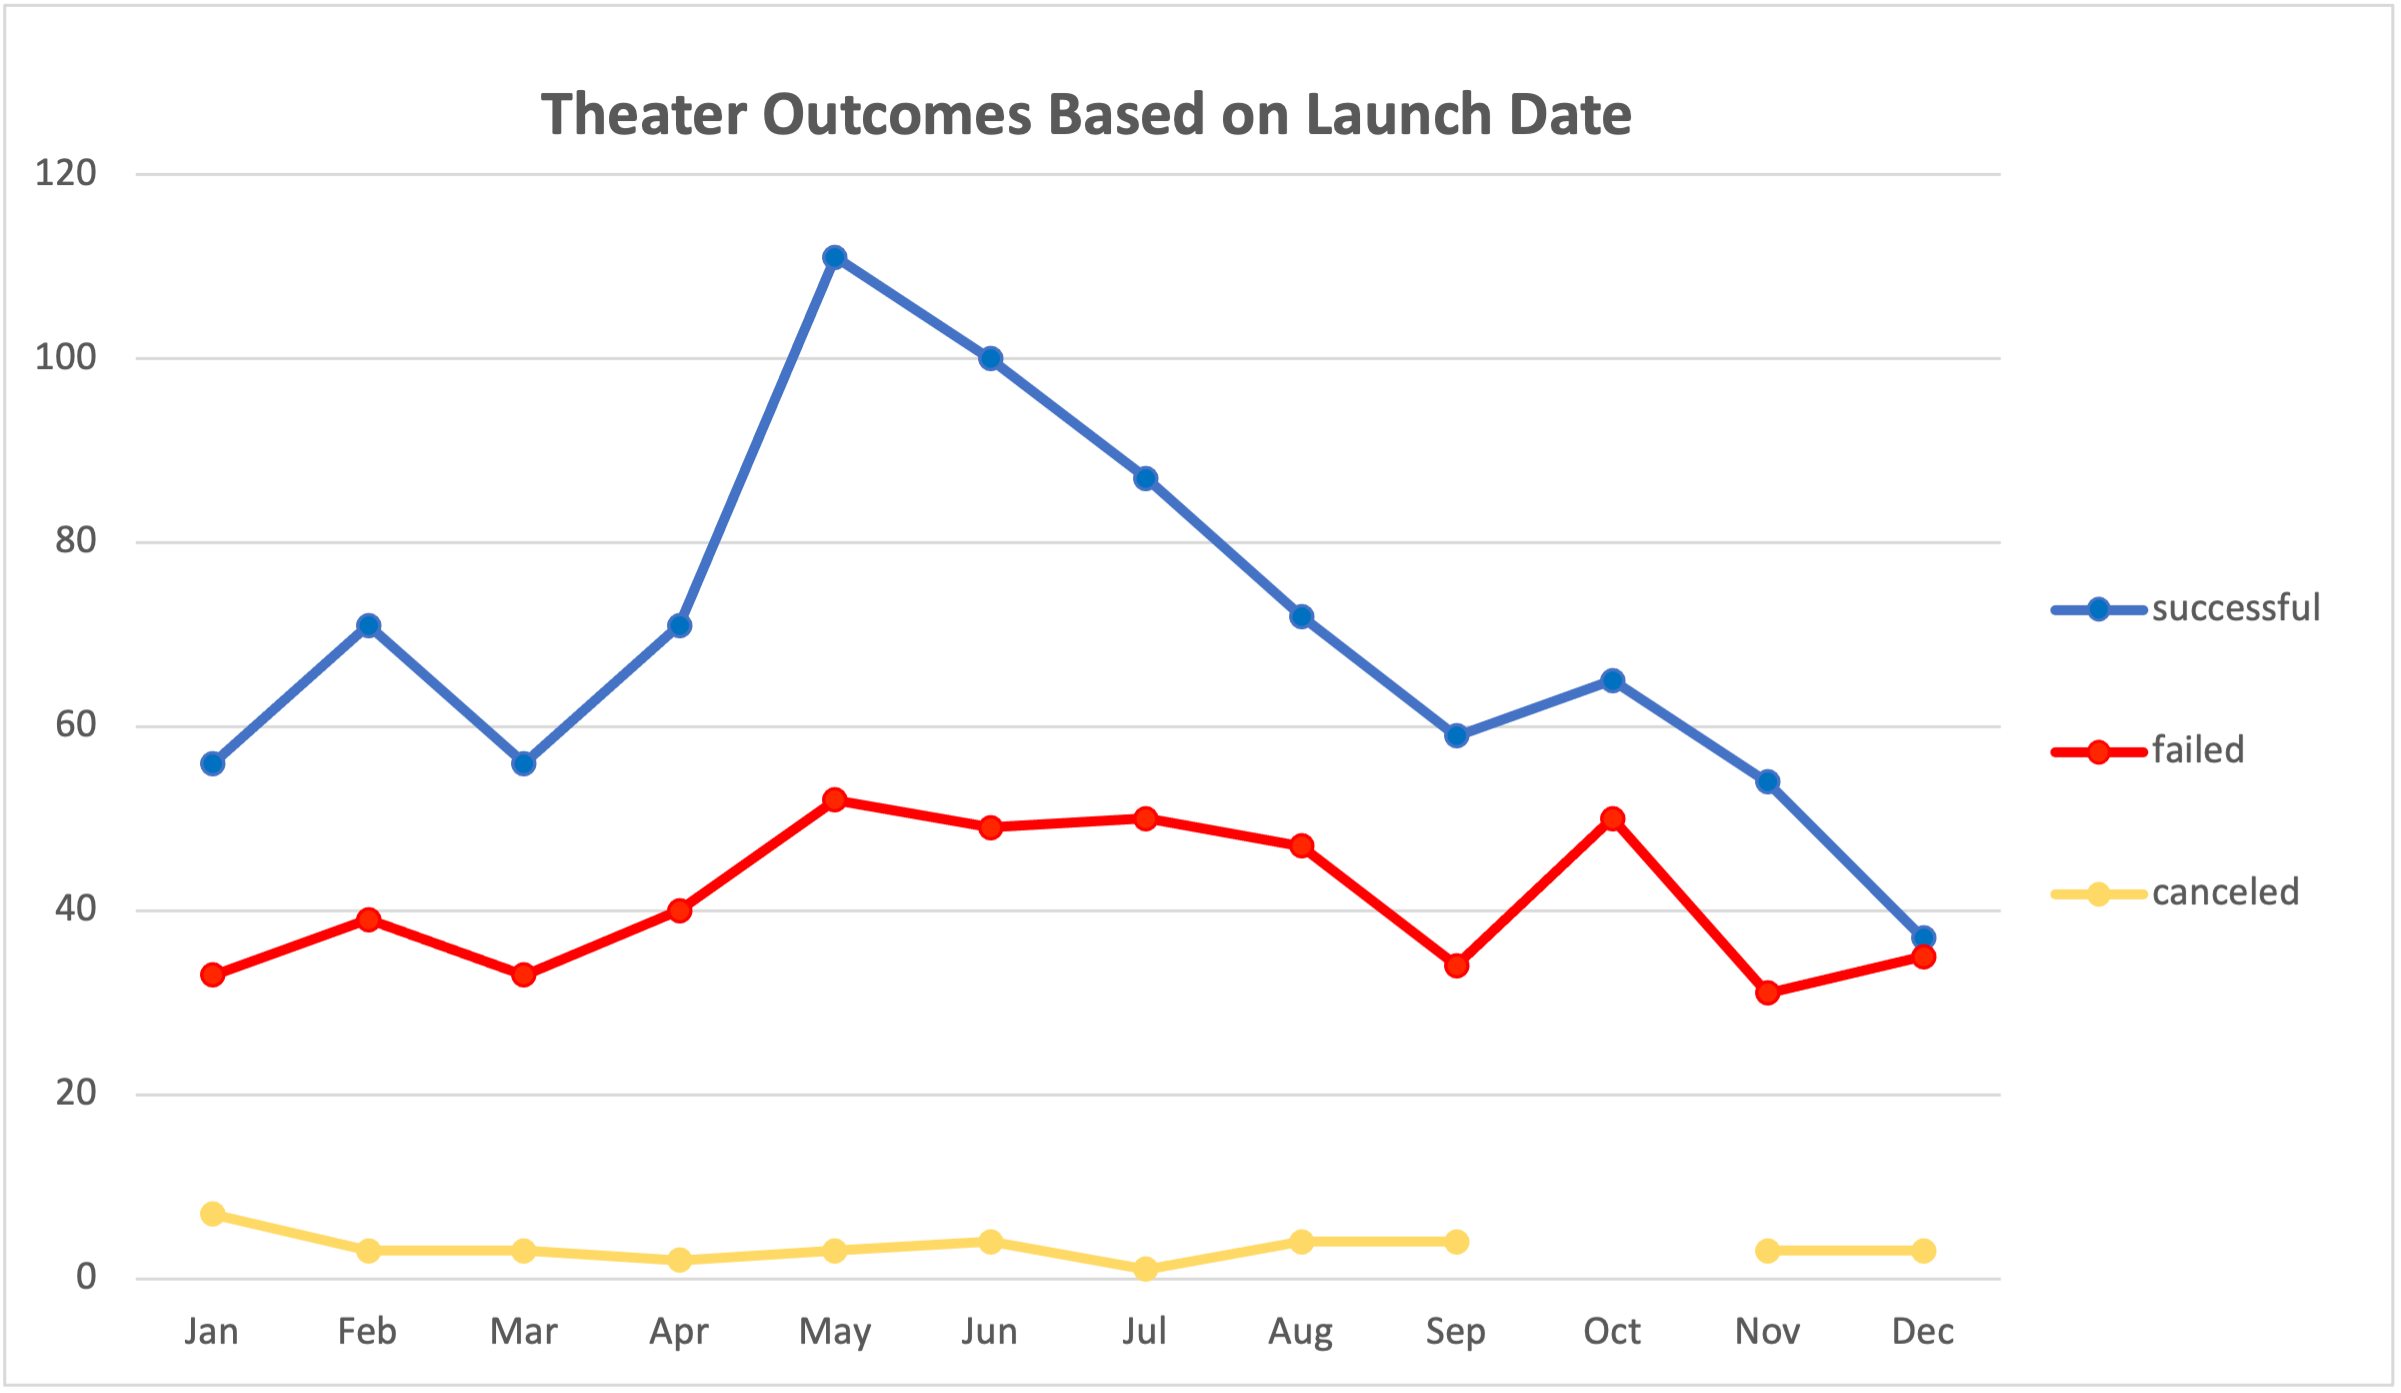 Theater Outcomes Based on Launch Date
120
100
80
60
40
20
0
Jan Feb Mar Apr May Jun Jul Aug Sep Oct Nov Dec
successful
failed
canceled